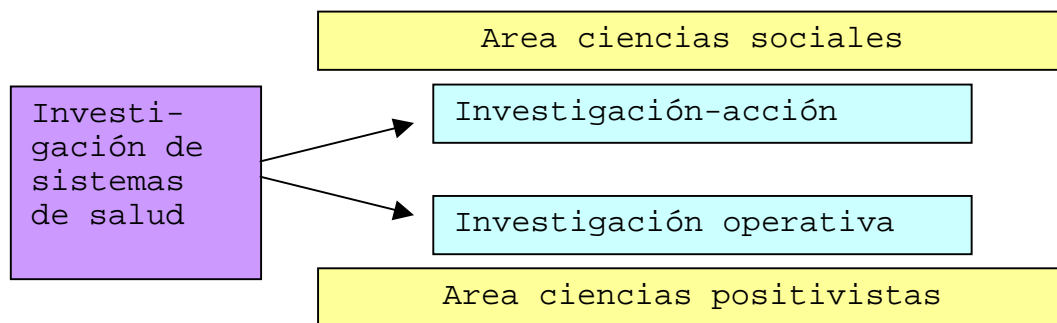 Area ciencias sociales
Investi-
gación de
sistemas
de salud
Investigación-acción
Investigación operativa
Area ciencias positivistas